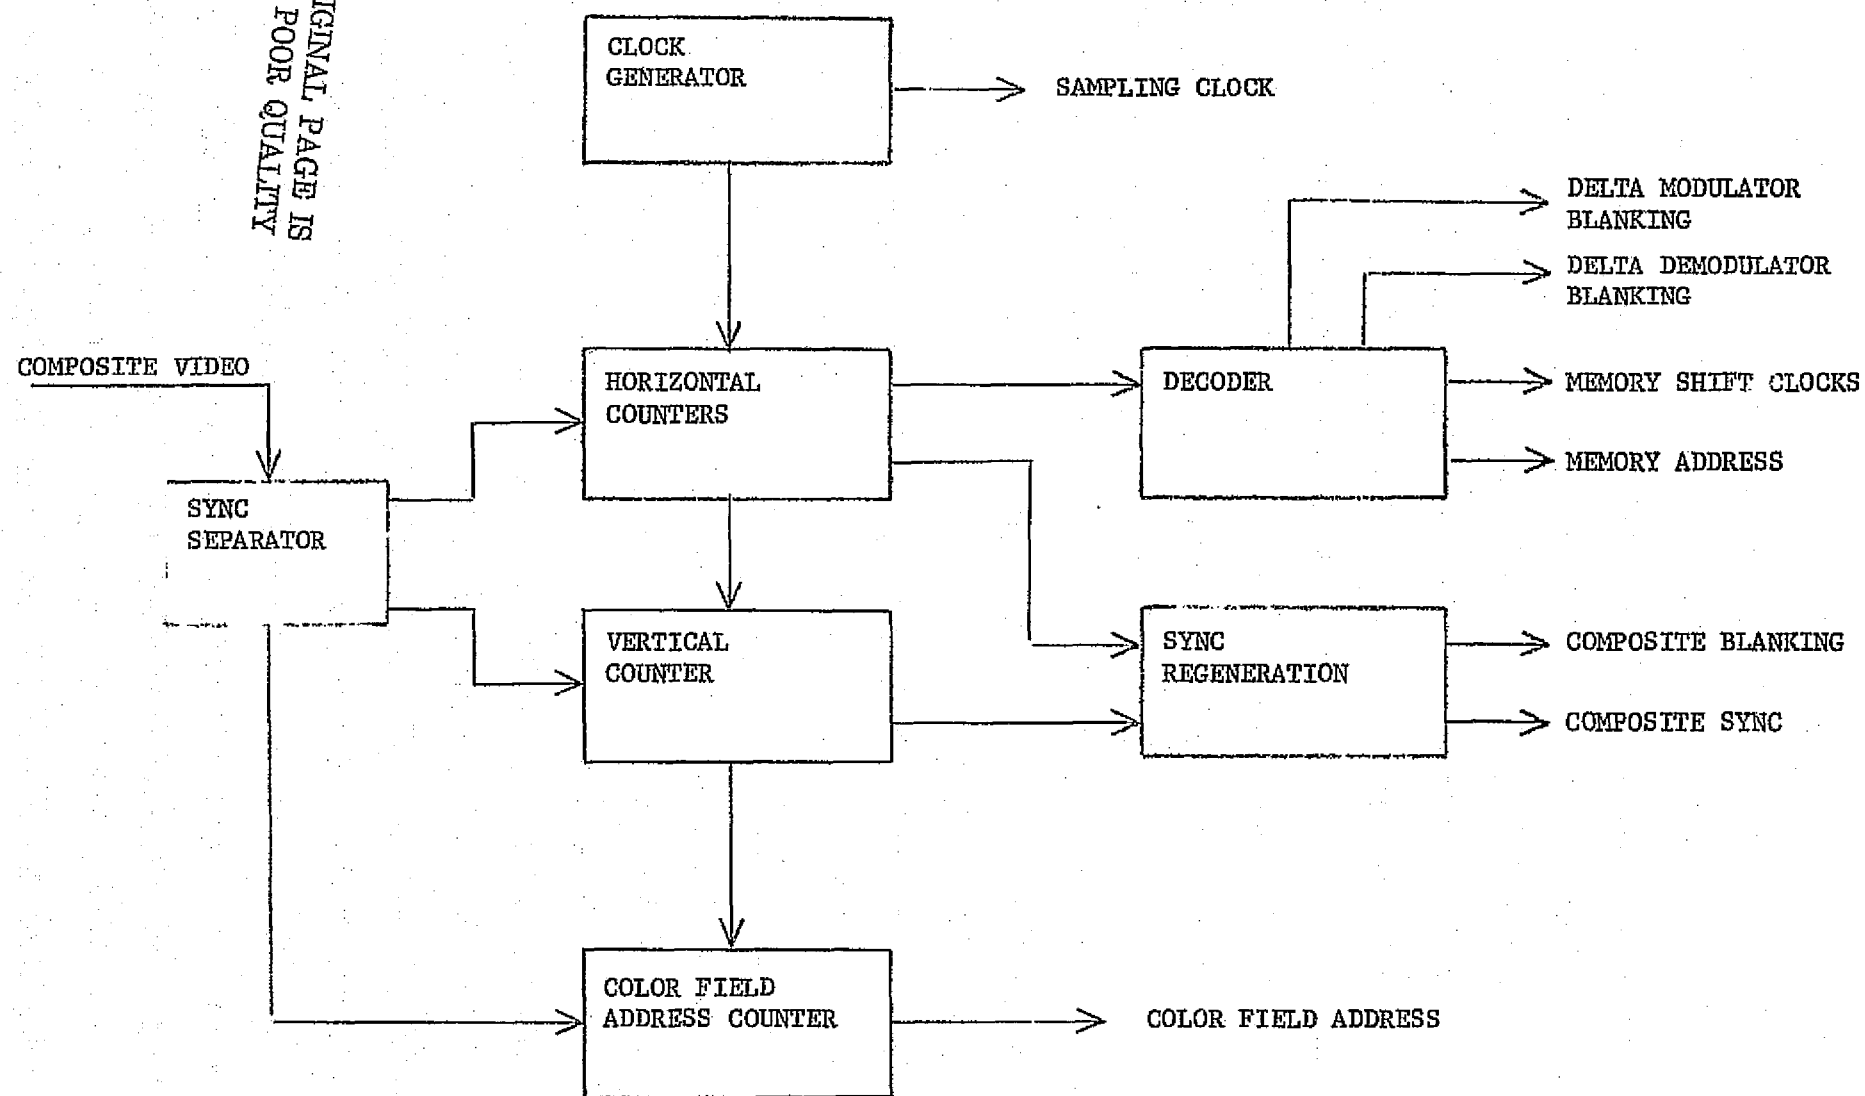 PAGE IS
POOR QUALITY
CLOCK
GENERATOR
SAMPLING CLOCK
DELTA MODULATOR
BLANKING
DELTA DEMODULATOR
BLANKING
COMPOSITE VIDEO
HORIZONTAL
COUNTERS
DECODER
MEMORY SHIFT CLOCKS
MEMORY ADDRESS
SYNC
SEPARATOR
VERTICAL
COUNTER
SYNC
REGENERATION
COMPOSITE BLANKING
COMPOSITE SYNC
COLOR FIELD
ADDRESS COUNTER
COLOR FIELD ADDRESS